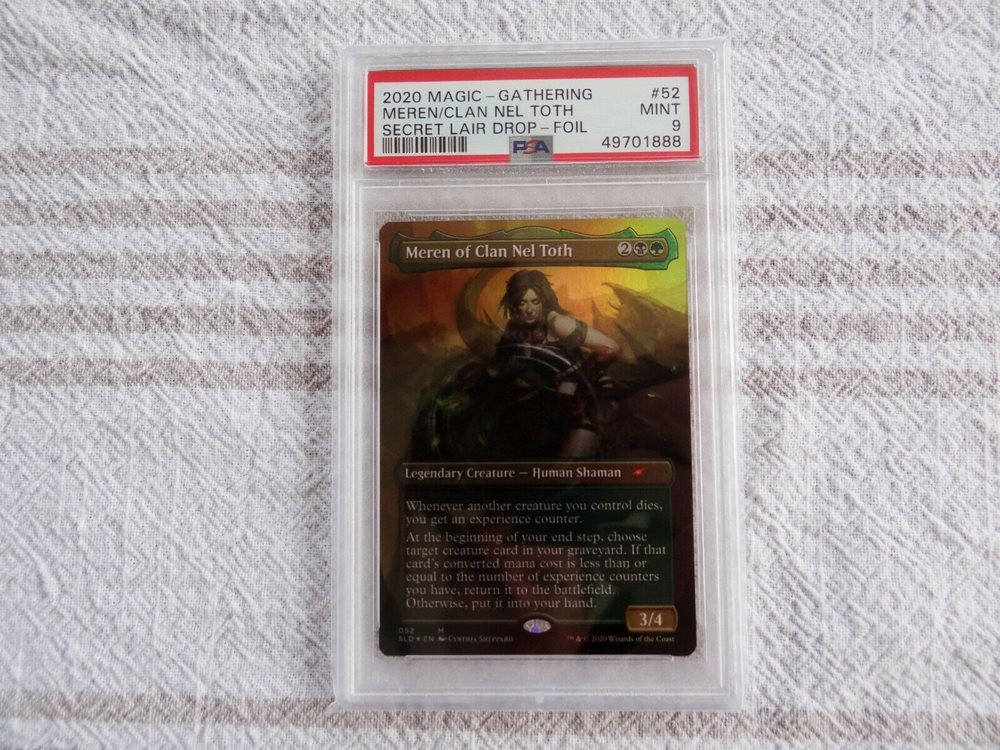 2020 MAGIC - GATHERING #52
MEREN/CLAN NEL TOTH MINT
SECRET LAIR DROP - FOIL 9
PSA 49701888
Meren of Clan Nel Toth 2
Legendary Creature — Human Shaman
Whenever another creature you control dies,
you get an experience counter.
At the beginning of your end step, choose
target creature card in your graveyard. If that
card's converted mana cost is less than or
equal to the number of experience counters
you have, return it to the battlefield.
Otherwise, put it into your hand.
3/4
052 M
SLD EN Cynthia Sheppard ™ & © 2020 Wizards of the Coast